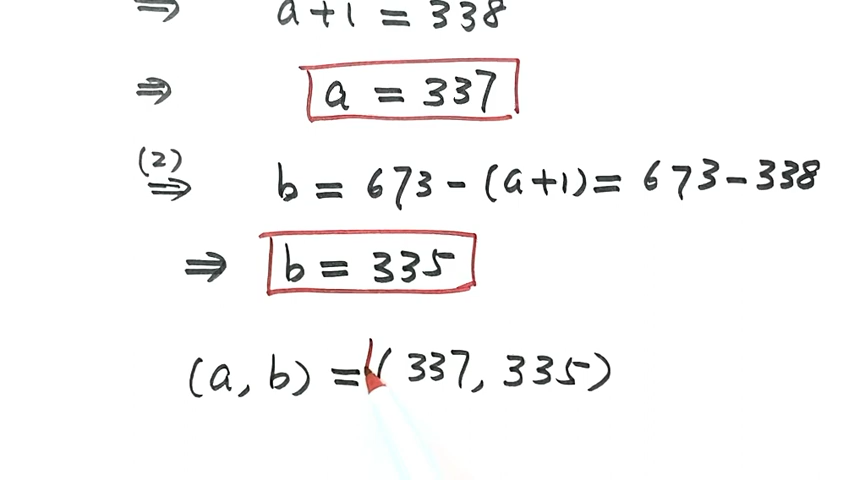 ⇒ a+1 = 338
⇒ a = 337
(2) ⇒ b = 673 - (a+1) = 673 - 338
⇒ b = 335
(a, b) = (337, 335)